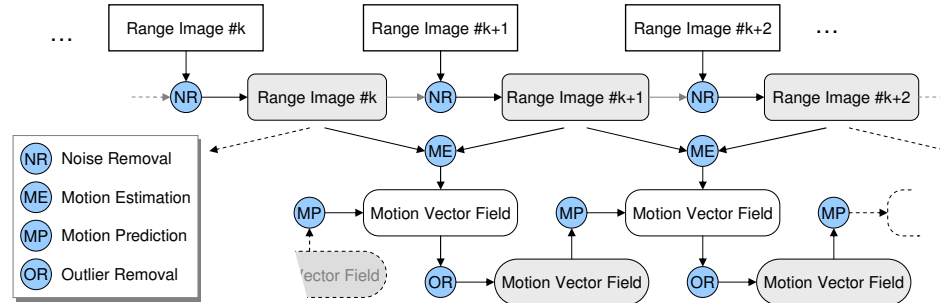 ... Range Image #k Range Image #k+1 Range Image #k+2 ...
NR Range Image #k NR Range Image #k+1 NR Range Image #k+2
ME ME
NR Noise Removal
ME Motion Estimation
MP Motion Prediction
OR Outlier Removal
MP Motion Vector Field MP Motion Vector Field MP
Vector Field OR Motion Vector Field OR Motion Vector Field